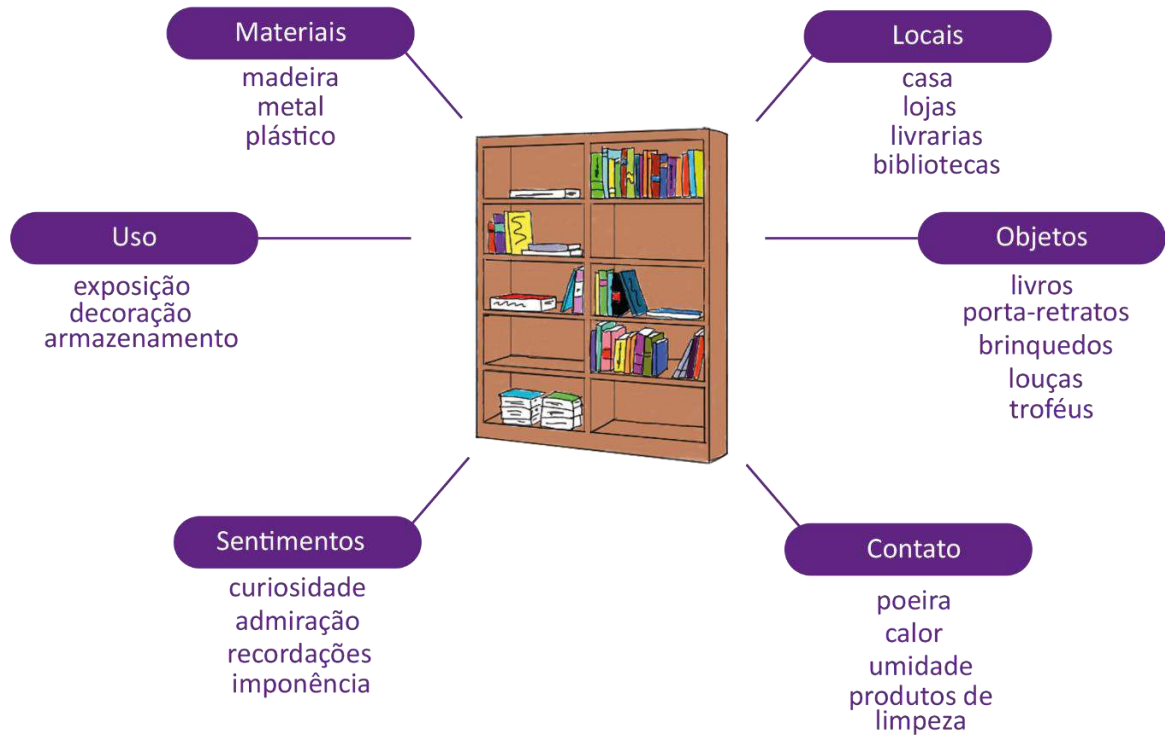 Materiais
madeira
metal
plástico
Locais
casa
lojas
livrarias
bibliotecas
Uso
exposição
decoração
armazenamento
Objetos
livros
porta-retratos
brinquedos
louças
troféus
Sentimentos
curiosidade
admiração
recordações
imponência
Contato
poeira
calor
umidade
produtos de
limpeza